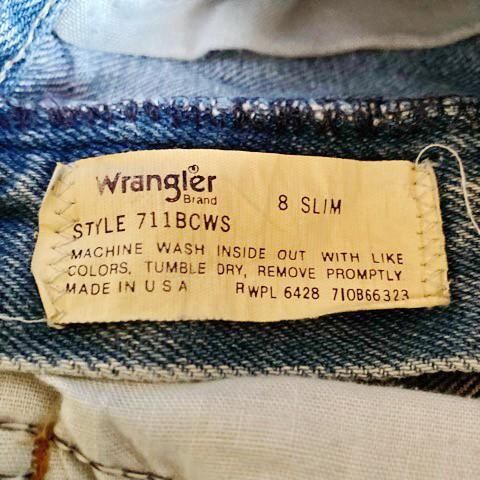 Wrangler
Brand
8 SLIM
STYLE 711BCWS
MACHINE WASH INSIDE OUT WITH LIKE
COLORS, TUMBLE DRY, REMOVE PROMPTLY
MADE IN U S A RWPL 6428 710B66323